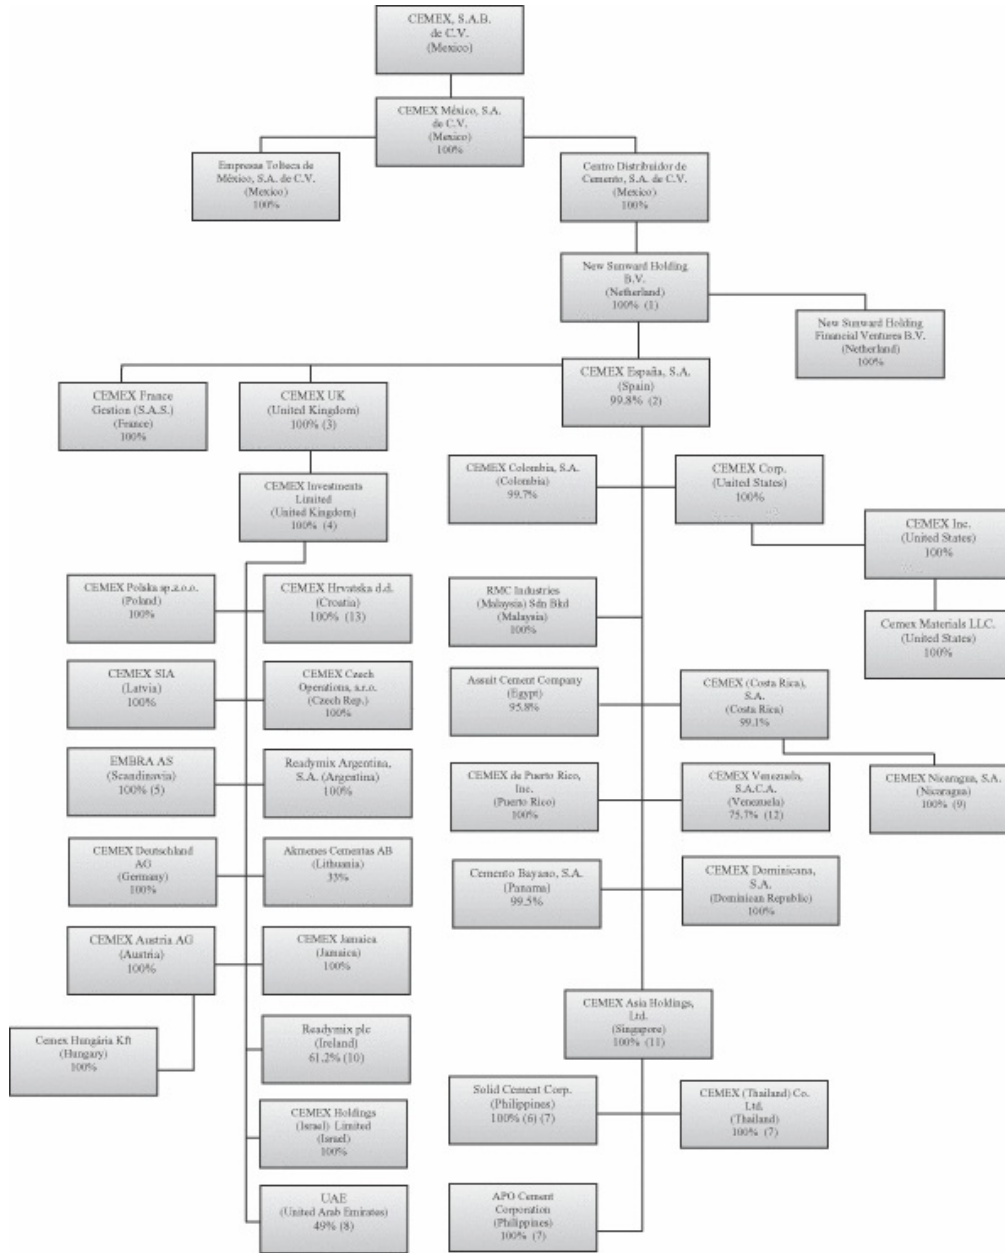 CEMEX, S.A.B.
de C.V.
(Mexico)
CEMEX México, S.A.
de C.V.
(Mexico)
100%
Empresas Tolteca de
México, S.A. de C.V.
(Mexico)
100%
Centro Distribuidor de
Cemento, S.A. de C.V.
(Mexico)
100%
New Sunward Holding
B.V.
(Netherland)
100% (1)
New Sunward Holding
Financial Ventures B.V.
(Netherland)
100%
CEMEX España, S.A.
(Spain)
99.8% (2)
CEMEX France
Gestion (S.A.S.)
(France)
100%
CEMEX UK
(United Kingdom)
100% (3)
CEMEX Investments
Limited
(United Kingdom)
100% (4)
CEMEX Colombia, S.A.
(Colombia)
99.7%
CEMEX Corp.
(United States)
100%
CEMEX Inc.
(United States)
100%
Cemex Materials LLC.
(United States)
100%
CEMEX Polska sp.z.o.o.
(Poland)
100%
CEMEX Hrvatska d.d.
(Croatia)
100% (13)
RMC Industries
(Malaysia) Sdn Bkd
(Malaysia)
100%
CEMEX SIA
(Latvia)
100%
CEMEX Czech
Operations, s.r.o.
(Czech Rep.)
100%
Assuit Cement Company
(Egypt)
95.8%
CEMEX (Costa Rica),
S.A.
(Costa Rica)
99.1%
EMBRA AS
(Scandinavia)
100% (5)
Readymix Argentina,
S.A. (Argentina)
100%
CEMEX de Puerto Rico,
Inc.
(Puerto Rico)
100%
CEMEX Venezuela,
S.A.C.A.
(Venezuela)
75.7% (12)
CEMEX Nicaragua, S.A.
(Nicaragua)
100% (9)
CEMEX Deutschland
AG
(Germany)
100%
Akmenes Cementas AB
(Lithuania)
33%
Cemento Bayano, S.A.
(Panama)
99.5%
CEMEX Dominicana,
S.A.
(Dominican Republic)
100%
CEMEX Austria AG
(Austria)
100%
CEMEX Jamaica
(Jamaica)
100%
CEMEX Asia Holdings,
Ltd.
(Singapore)
100% (11)
Cemex Hungária Kft
(Hungary)
100%
Readymix plc
(Ireland)
61.2% (10)
Solid Cement Corp.
(Philippines)
100% (6) (7)
CEMEX (Thailand) Co.
Ltd.
(Thailand)
100% (7)
CEMEX Holdings
(Israel) Limited
(Israel)
100%
UAE
(United Arab Emirates)
49% (8)
APO Cement
Corporation
(Philippines)
100% (7)